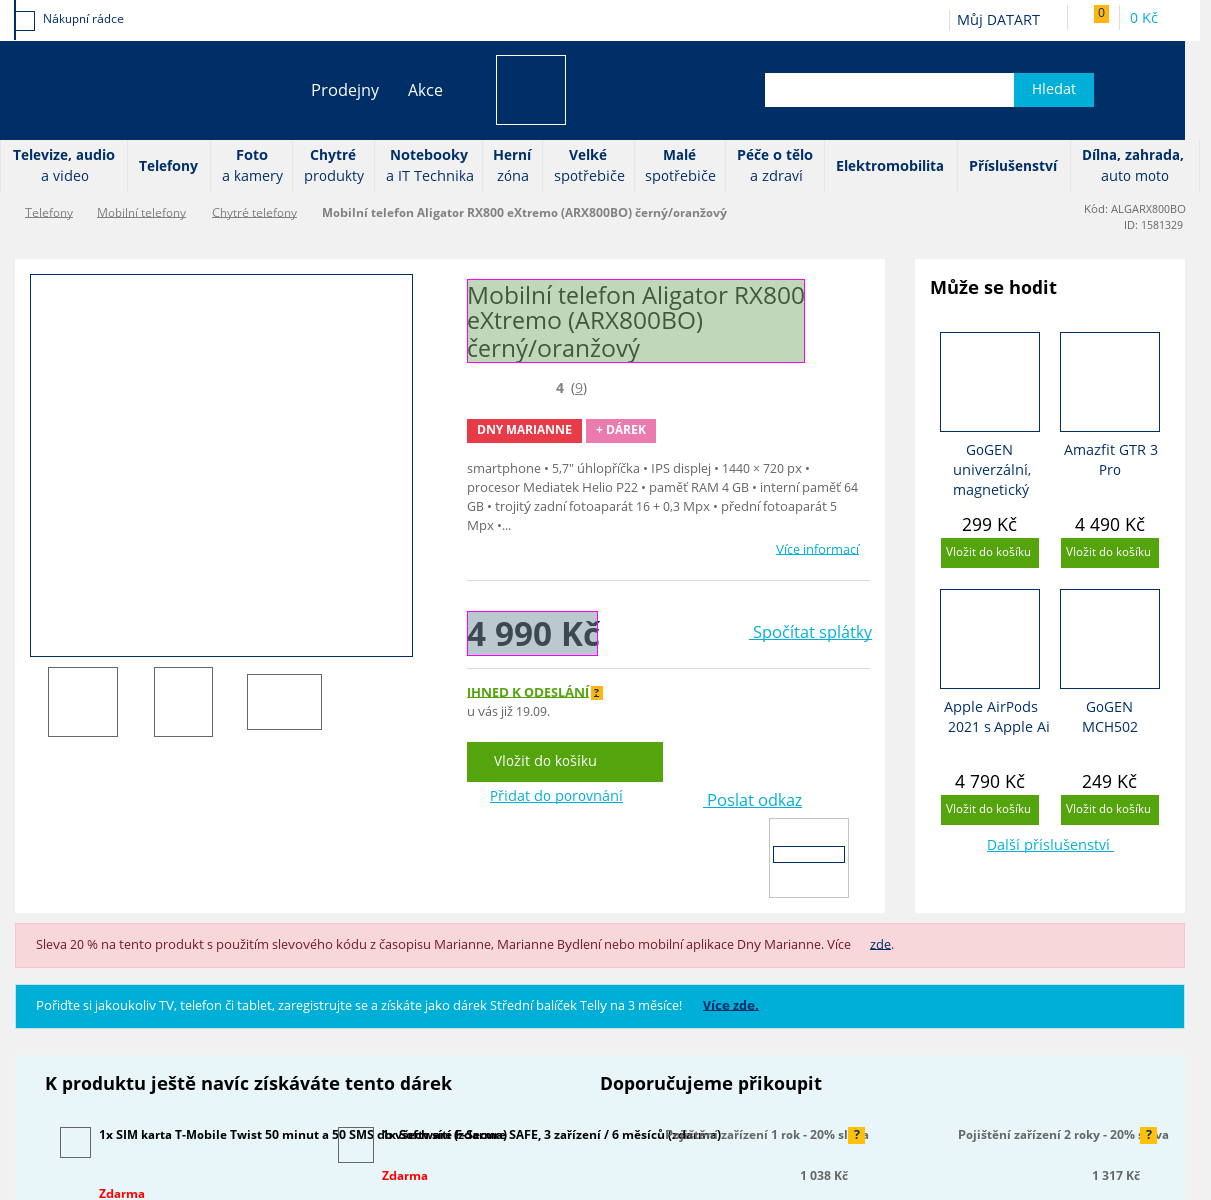 Nákupní rádce
Můj DATART
0
0 Kč
Prodejny
Akce
Hledat
Televize, audio
a video
Telefony
Foto
a kamery
Chytré
produkty
Notebooky
a IT Technika
Herní
zóna
Velké
spotřebiče
Malé
spotřebiče
Péče o tělo
a zdraví
Elektromobilita
Příslušenství
Dílna, zahrada,
auto moto
Telefony
Mobilní telefony
Chytré telefony
Mobilní telefon Aligator RX800 eXtremo (ARX800BO) černý/oranžový
Kód: ALGARX800BO
ID: 1581329
Mobilní telefon Aligator RX800
eXtremo (ARX800BO)
černý/oranžový
4 (9)
DNY MARIANNE
+ DÁREK
smartphone • 5,7" úhlopříčka • IPS displej • 1440 × 720 px •
procesor Mediatek Helio P22 • paměť RAM 4 GB • interní paměť 64
GB • trojitý zadní fotoaparát 16 + 0,3 Mpx • přední fotoaparát 5
Mpx •...
Více informací
4 990 Kč
Spočítat splátky
IHNED K ODESLÁNÍ ?
u vás již 19.09.
Vložit do košíku
Přidat do porovnání
Poslat odkaz
Může se hodit
GoGEN
univerzální,
magnetický
299 Kč
Vložit do košíku
Amazfit GTR 3
Pro
4 490 Kč
Vložit do košíku
Apple AirPods
2021 s Apple Ai
4 790 Kč
Vložit do košíku
GoGEN
MCH502
249 Kč
Vložit do košíku
Další příslušenství
Sleva 20 % na tento produkt s použitím slevového kódu z časopisu Marianne, Marianne Bydlení nebo mobilní aplikace Dny Marianne. Více zde.
Pořiďte si jakoukoliv TV, telefon či tablet, zaregistrujte se a získáte jako dárek Střední balíček Telly na 3 měsíce! Více zde.
K produktu ještě navíc získáváte tento dárek
Doporučujeme přikoupit
1x SIM karta T-Mobile Twist 50 minut a 50 SMS do všech sítí (zdarma)
Zdarma
1x Software F-Secure SAFE, 3 zařízení / 6 měsíců (zdarma)
Zdarma
Pojištění zařízení 1 rok - 20% sleva
?
1 038 Kč
Pojištění zařízení 2 roky - 20% sleva
?
1 317 Kč